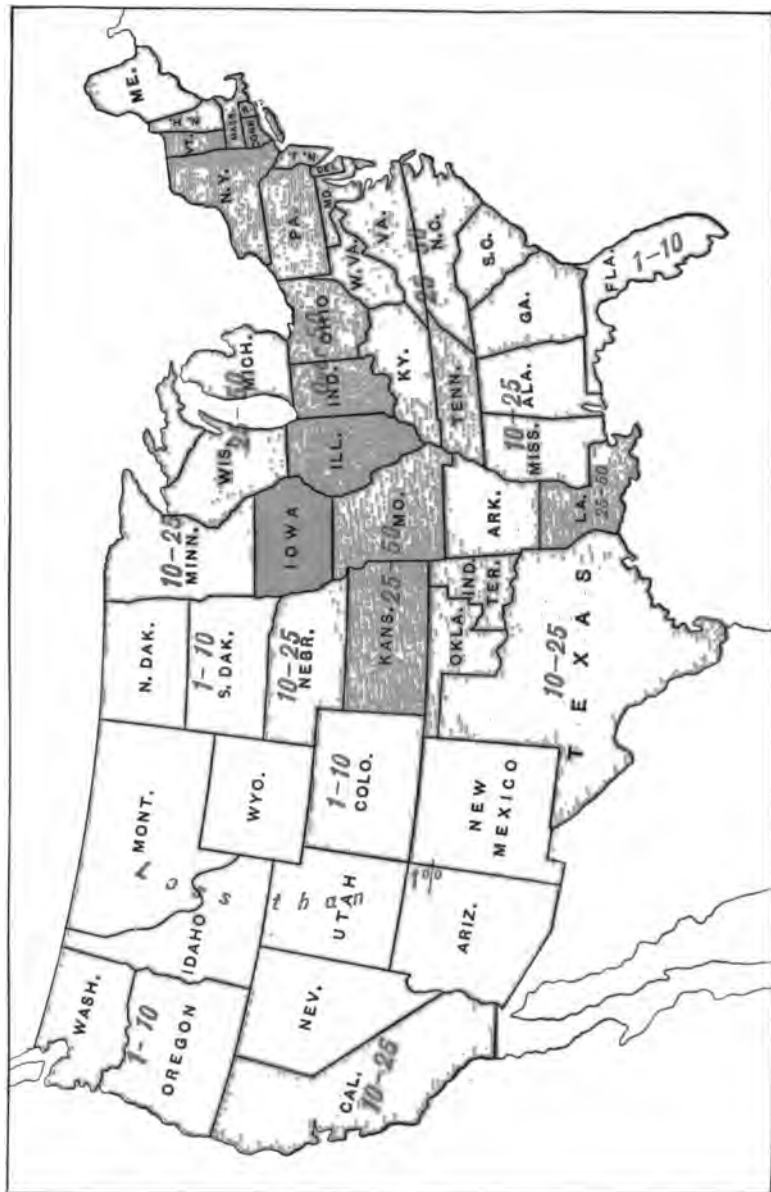 WASH.
1-10
OREGON
CAL.
10-25
NEV.
IDAHO
MONT.
WYO.
UTAH
ARIZ.
1-10
COLO.
NEW
MEXICO
N. DAK.
1-10
S. DAK.
10-25
NEBR.
KANS. 25-50 MO.
OKLA.
IND.
TER.
10-25
TEXAS
10-25
MINN.
IOWA
WIS.
MICH.
ILL.
IND.
OHIO
KY.
TENN.
ARK.
LA.
25-50
10-25
MISS.
ALA.
GA.
FLA.
1-10
S.C.
N.C.
VA.
W. VA.
MD.
DEL.
PA.
N. J.
N.Y.
CONN.
MASS.
VT.
N. H.
ME.